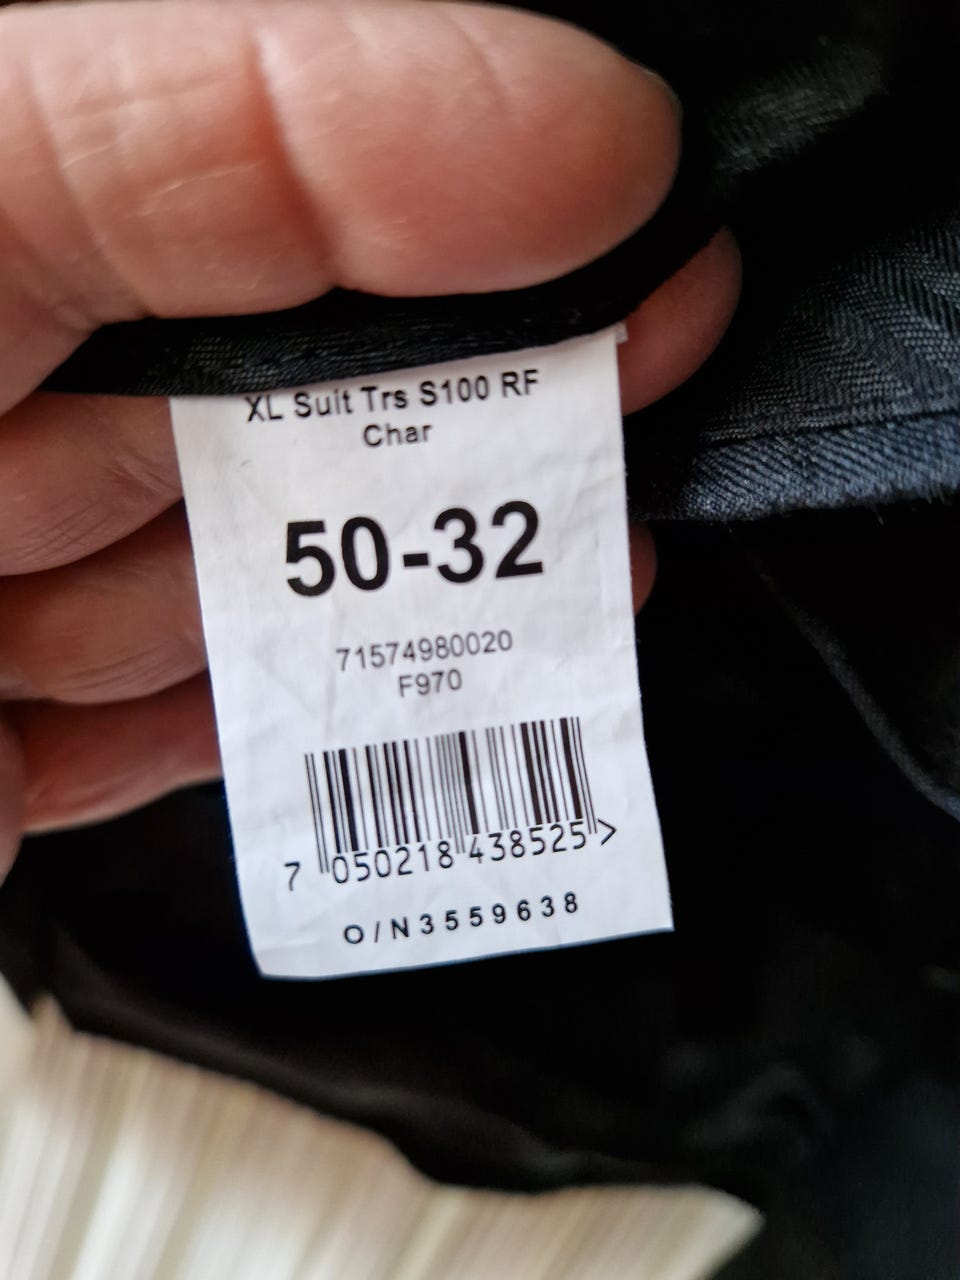 XL Suit Trs S100 RF
Char
50-32
71574980020
F970
7 050218 438525 >
O/N3559638